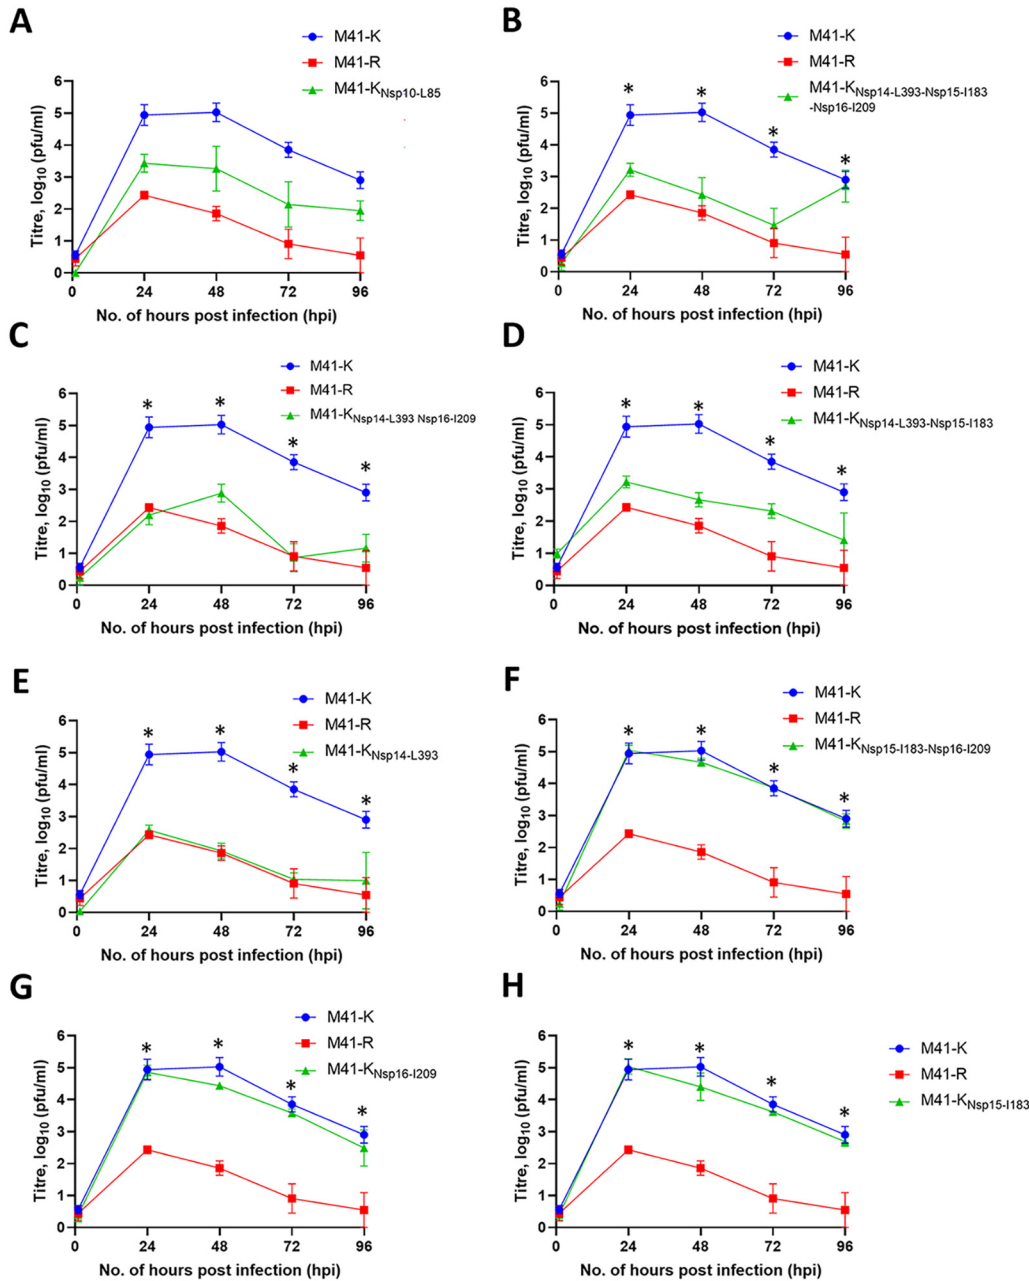 A
M41-K
M41-R
M41-KNsp10-L85
Titre, log10 (pfu/ml)
6
5
4
3
2
1
0
0 24 48 72 96
No. of hours post infection (hpi)
B
M41-K
M41-R
M41-KNsp14-L393-Nsp15-I183
-Nsp16-I209
Titre, log10 (pfu/ml)
6
5
4
3
2
1
0
* * * *
0 24 48 72 96
No. of hours post infection (hpi)
C
M41-K
M41-R
M41-KNsp14-L393 Nsp16-I209
Titre, log10 (pfu/ml)
6
5
4
3
2
1
0
* * * *
0 24 48 72 96
No. of hours post infection (hpi)
D
M41-K
M41-R
M41-KNsp14-L393-Nsp15-I183
Titre, log10 (pfu/ml)
6
5
4
3
2
1
0
* * * *
0 24 48 72 96
No. of hours post infection (hpi)
E
M41-K
M41-R
M41-KNsp14-L393
Titre, log10 (pfu/ml)
6
5
4
3
2
1
0
* * * *
0 24 48 72 96
No. of hours post infection (hpi)
F
M41-K
M41-R
M41-KNsp15-I183-Nsp16-I209
Titre, log10 (pfu/ml)
6
5
4
3
2
1
0
* * * *
0 24 48 72 96
No. of hours post infection (hpi)
G
M41-K
M41-R
M41-KNsp16-I209
Titre, log10 (pfu/ml)
6
5
4
3
2
1
0
* * * *
0 24 48 72 96
No. of hours post infection (hpi)
H
M41-K
M41-R
M41-KNsp15-I183
Titre, log10 (pfu/ml)
6
5
4
3
2
1
0
* * * *
0 24 48 72 96
No. of hours post infection (hpi)